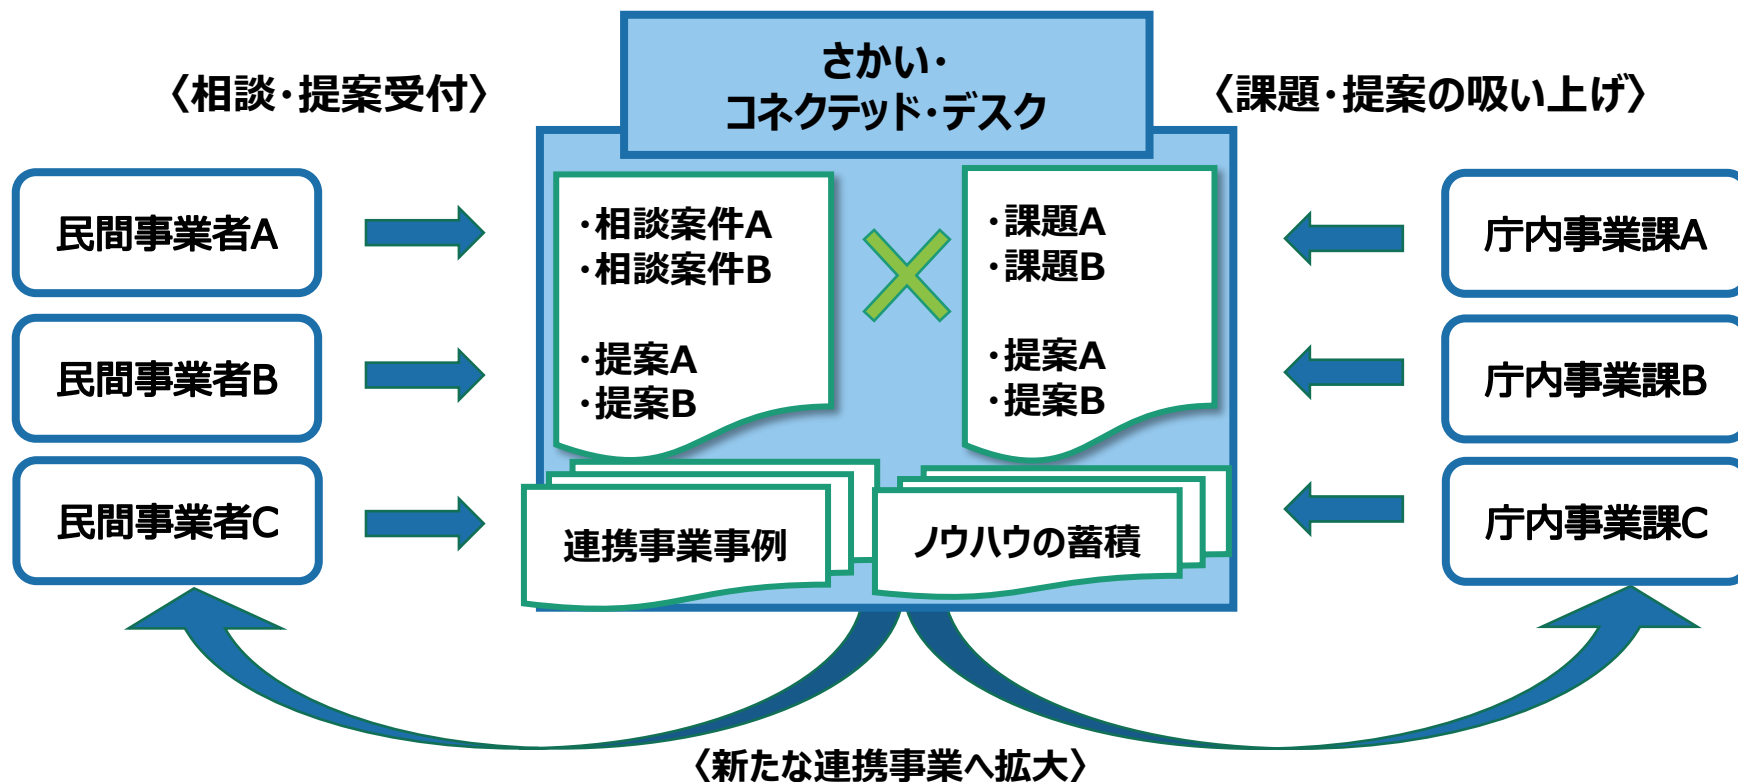 さかい・
コネクテッド・デスク
〈相談・提案受付〉
〈課題・提案の吸い上げ〉
民間事業者A
民間事業者B
民間事業者C
・相談案件A
・相談案件B
・提案A
・提案B
・課題A
・課題B
・提案A
・提案B
庁内事業課A
庁内事業課B
庁内事業課C
連携事業事例
ノウハウの蓄積
〈新たな連携事業へ拡大〉